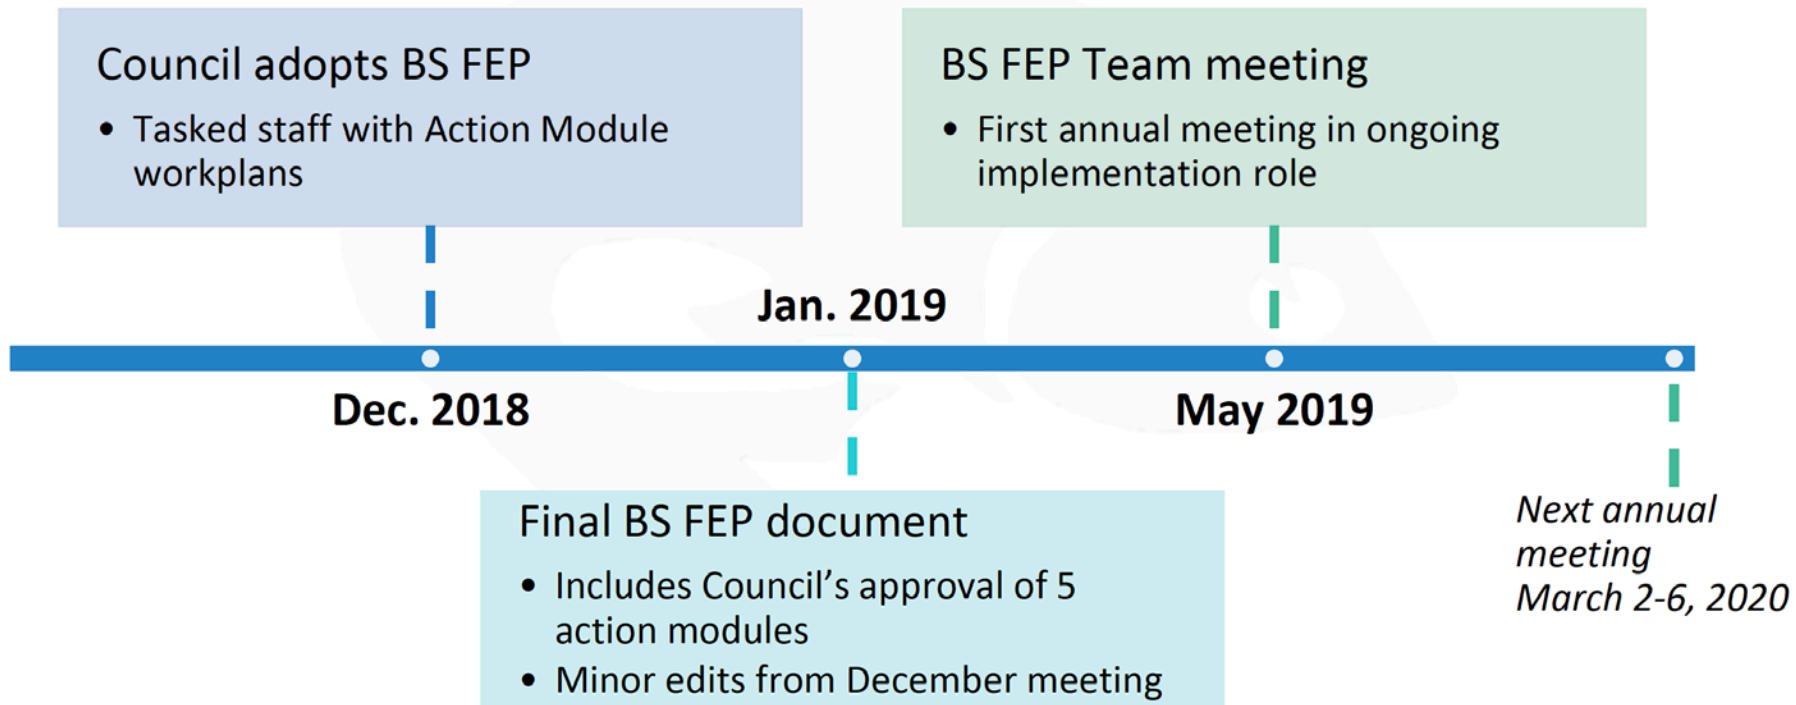 Council adopts BS FEP
• Tasked staff with Action Module
workplans
BS FEP Team meeting
• First annual meeting in ongoing
implementation role
Jan. 2019
Dec. 2018
May 2019
Final BS FEP document
• Includes Council’s approval of 5
action modules
• Minor edits from December meeting
Next annual
meeting
March 2-6, 2020